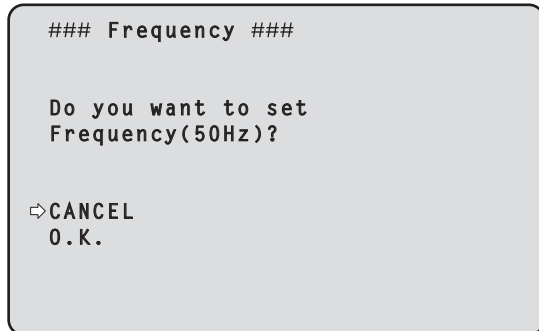 ### Frequency ###
Do you want to set
Frequency(50Hz)?
⇨CANCEL
O.K.